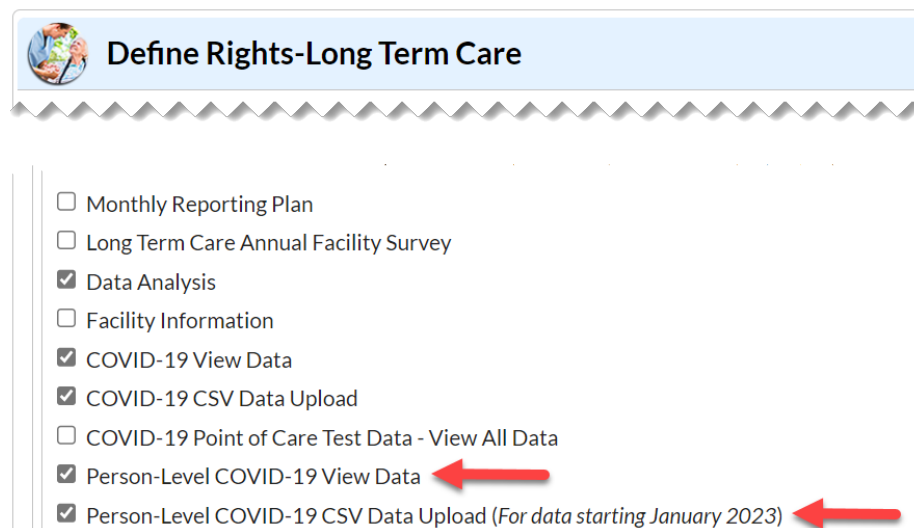 Define Rights-Long Term Care
Monthly Reporting Plan
Long Term Care Annual Facility Survey
Data Analysis
Facility Information
COVID-19 View Data
COVID-19 CSV Data Upload
COVID-19 Point of Care Test Data - View All Data
Person-Level COVID-19 View Data
Person-Level COVID-19 CSV Data Upload (For data starting January 2023)